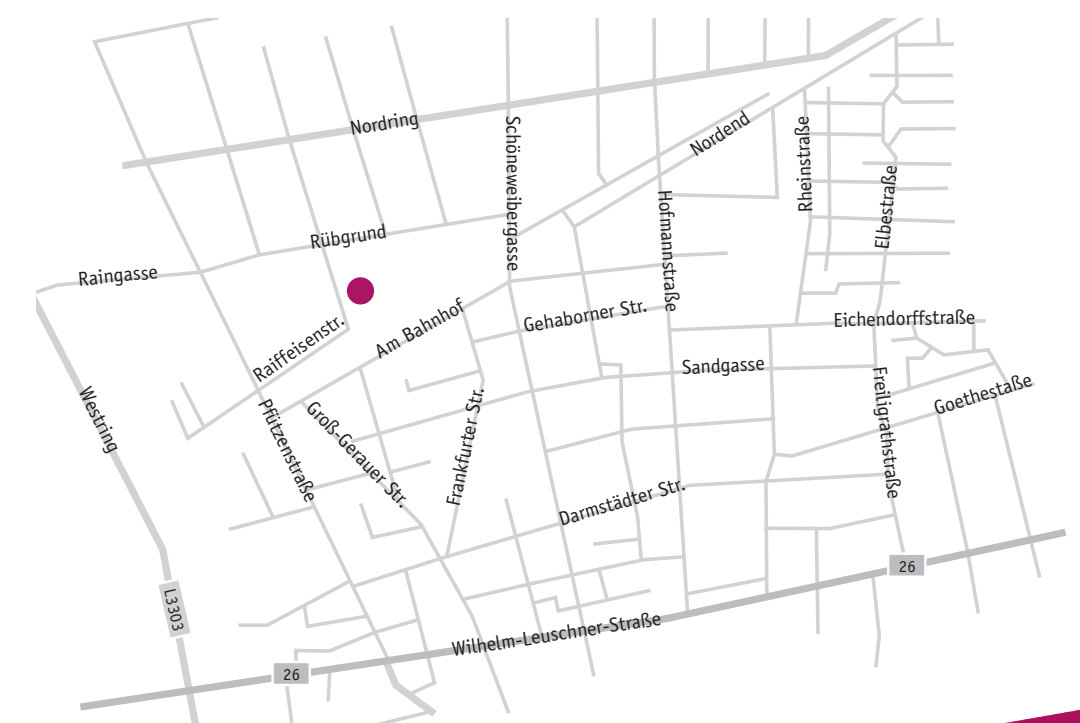 Nordring
Schöneweibergasse
Nordend
Rheinstraße
Elbestraße
Hofmannstraße
Rübgrund
Raingasse
Am Bahnhof
Gehaborner Str.
Eichendorffstraße
Raiffeisenstr.
Sandgasse
Westring
Pfützenstraße
Groß-Gerauer Str.
Frankfurter Str.
Freiligrathstraße
Goethestaße
Darmstädter Str.
L3303
26
Wilhelm-Leuschner-Straße
26